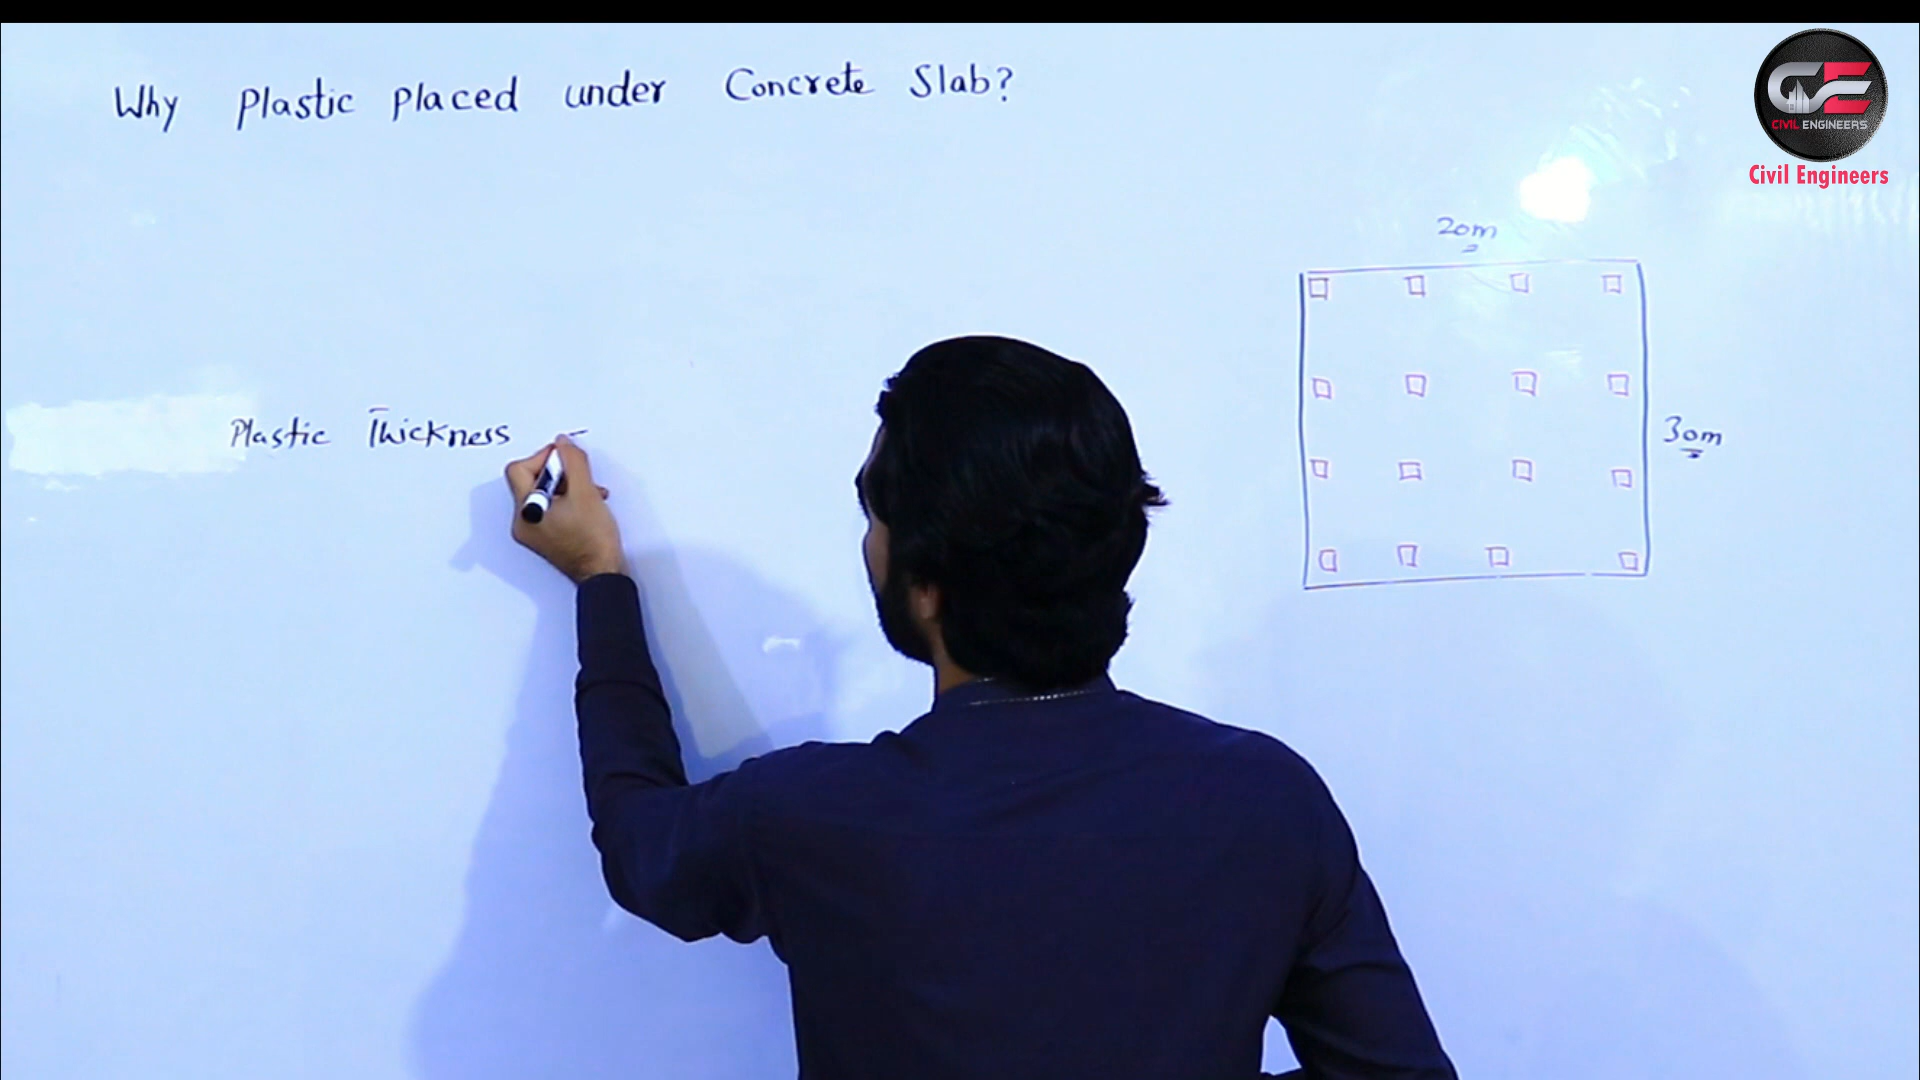 Why Plastic placed under Concrete Slab?
CIVIL ENGINEERS
Civil Engineers
20m
Plastic Thickness
30m